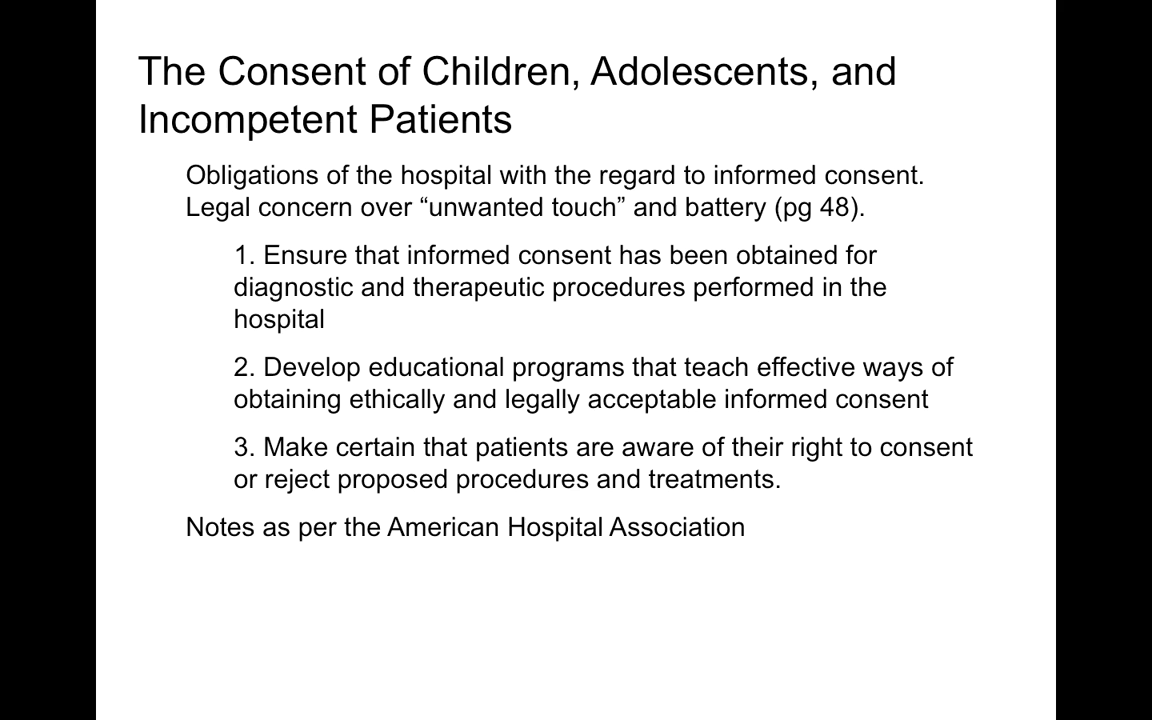 The Consent of Children, Adolescents, and
Incompetent Patients
Obligations of the hospital with the regard to informed consent.
Legal concern over “unwanted touch” and battery (pg 48).
1. Ensure that informed consent has been obtained for
diagnostic and therapeutic procedures performed in the
hospital
2. Develop educational programs that teach effective ways of
obtaining ethically and legally acceptable informed consent
3. Make certain that patients are aware of their right to consent
or reject proposed procedures and treatments.
Notes as per the American Hospital Association